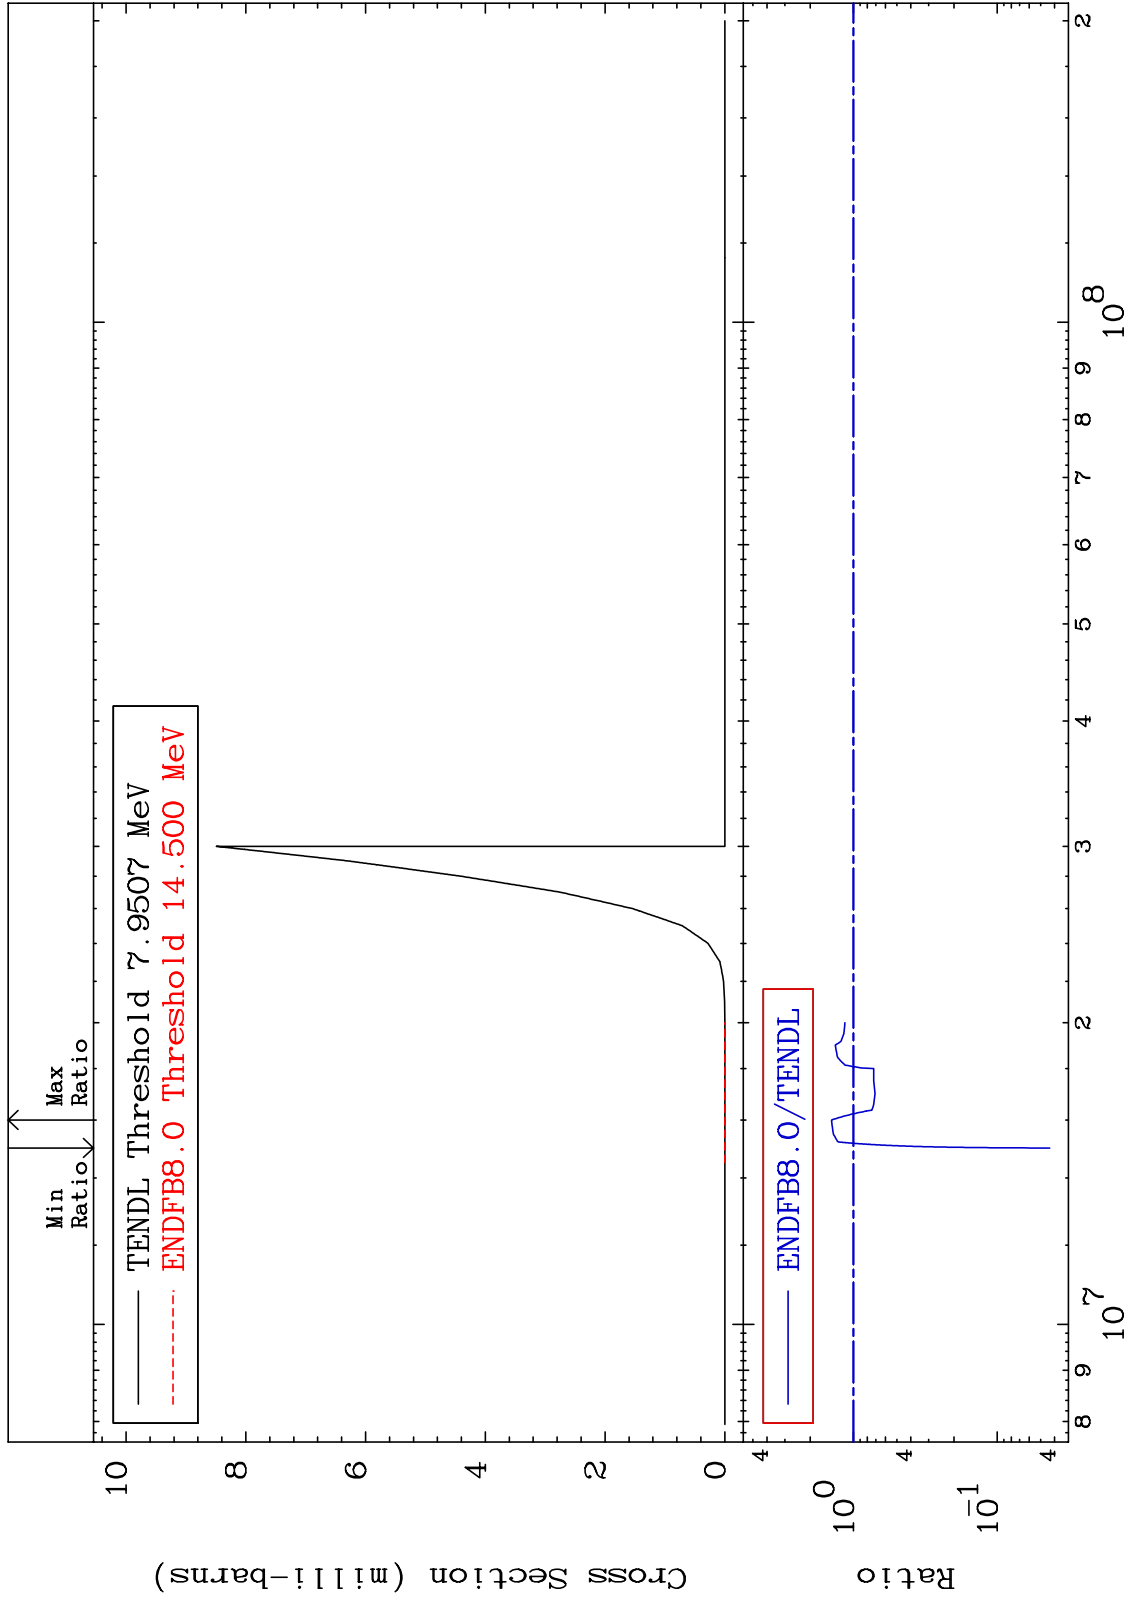 Min
Ratio
Max
Ratio
TENDL Threshold 7.9507 MeV
ENDFB8.0 Threshold 14.500 MeV
Cross Section (milli-barns)
10
8
6
4
2
0
ENDFB8.0/TENDL
Ratio
4
10^0
4
10^-1
4
8 9 10^7 2 3 4 5 6 7 8 9 10^8 2